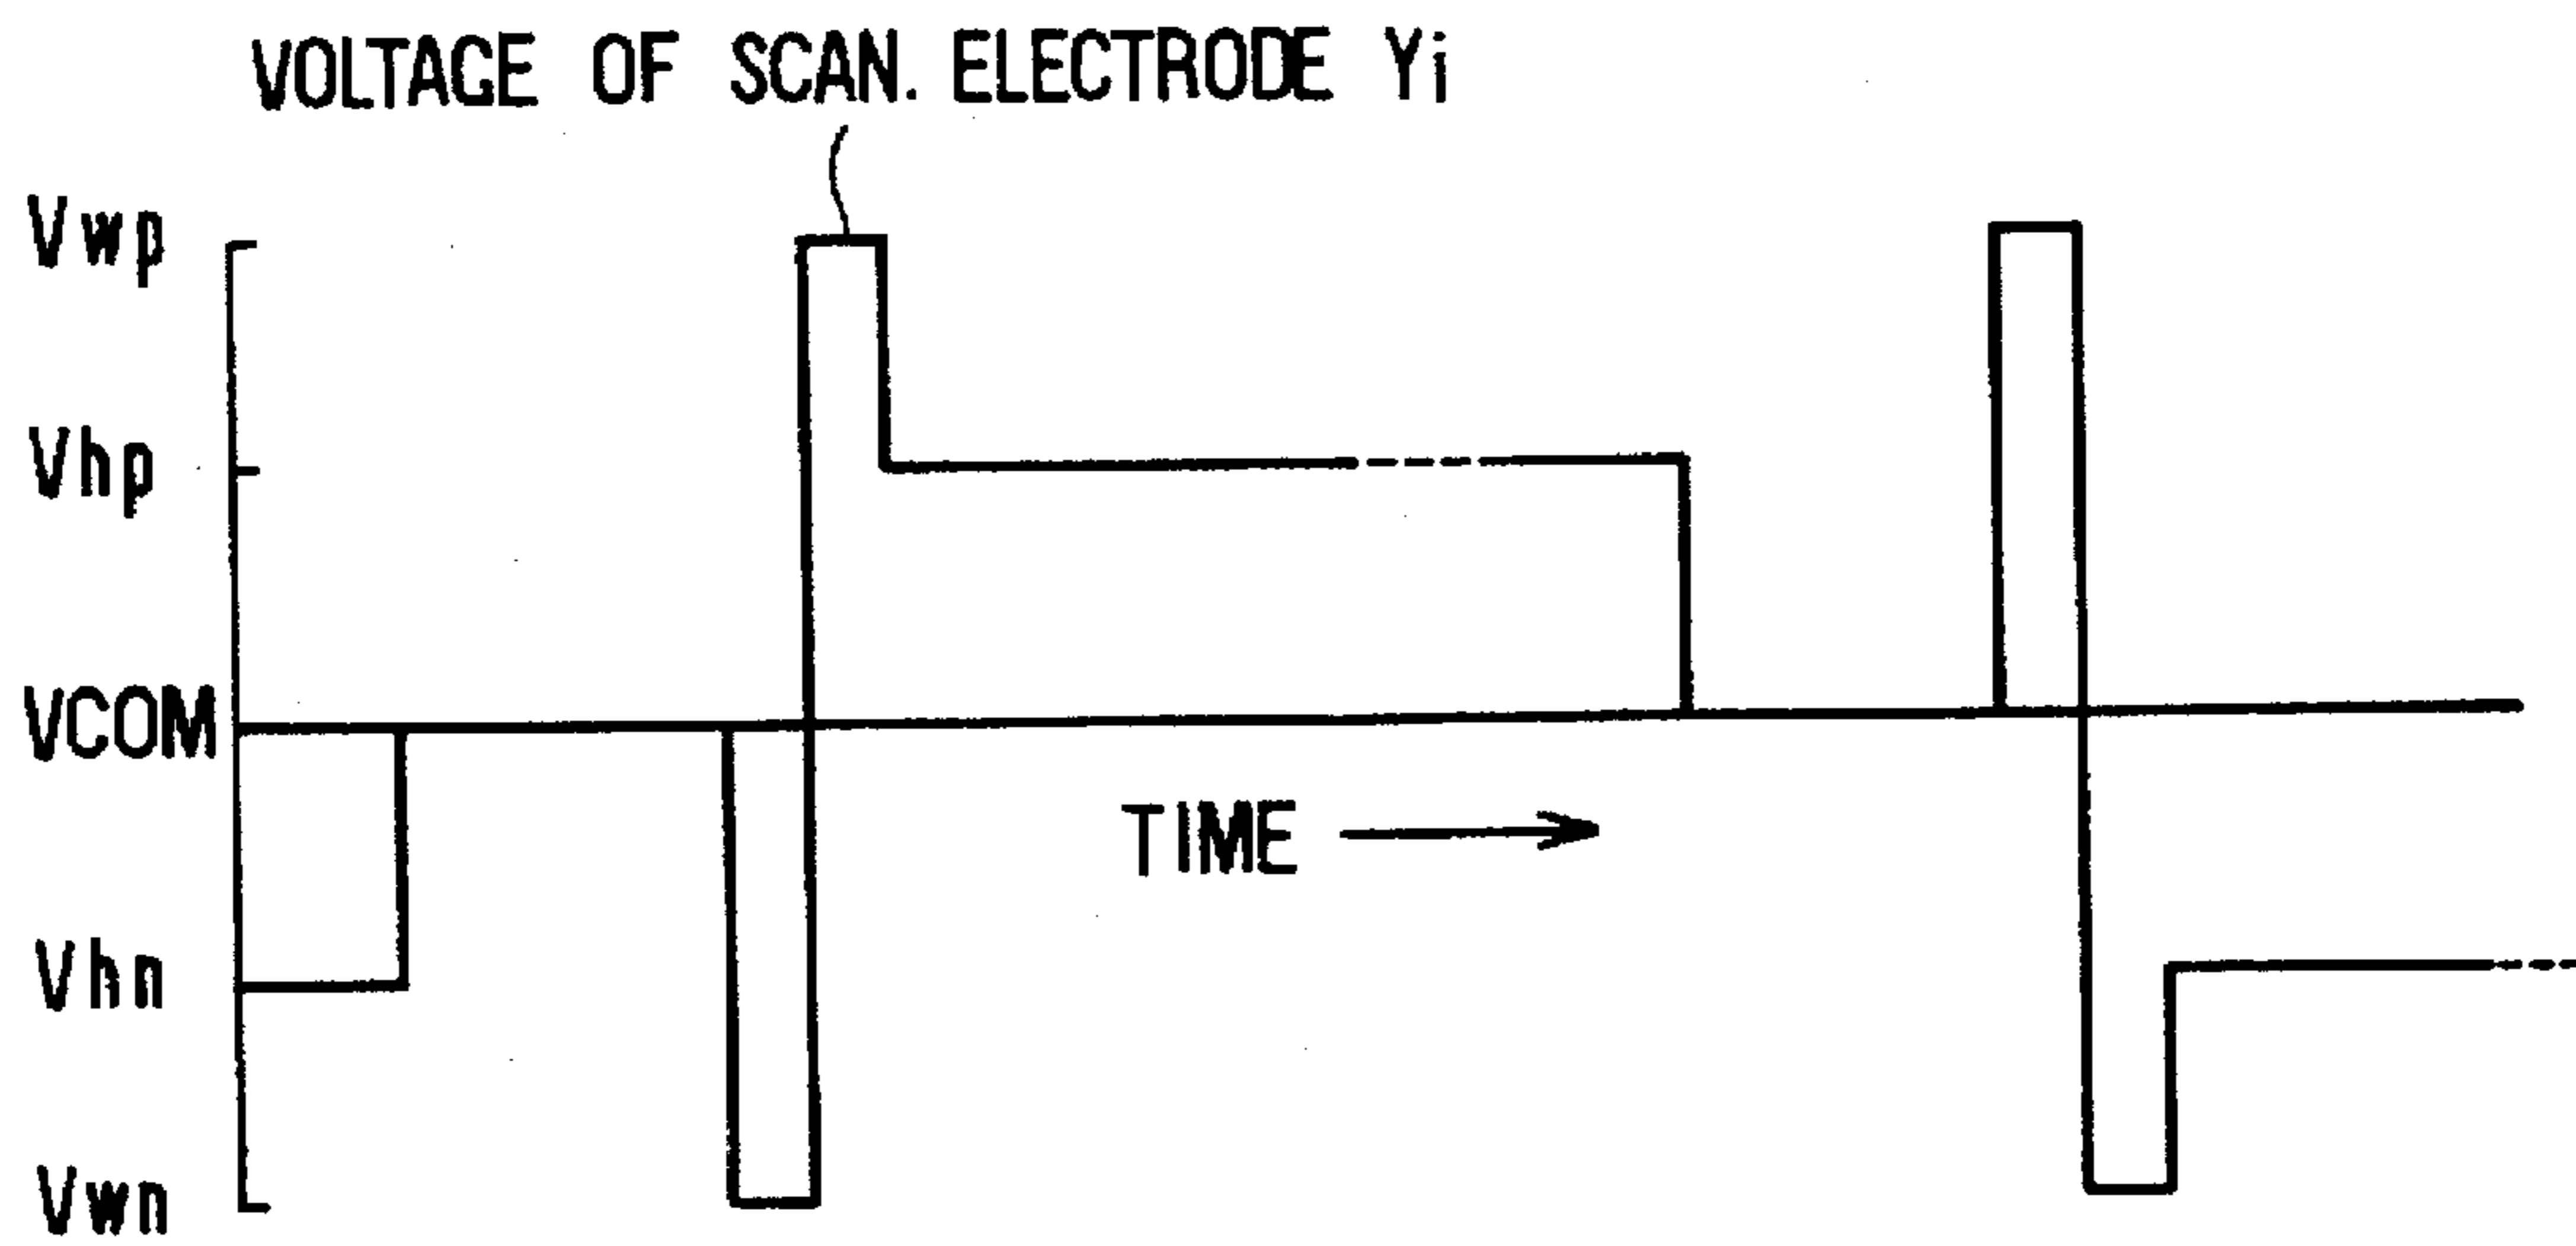 VOLTAGE OF SCAN. ELECTRODE Yi
Vwp
Vhp
VCOM
TIME
Vhn
Vwn